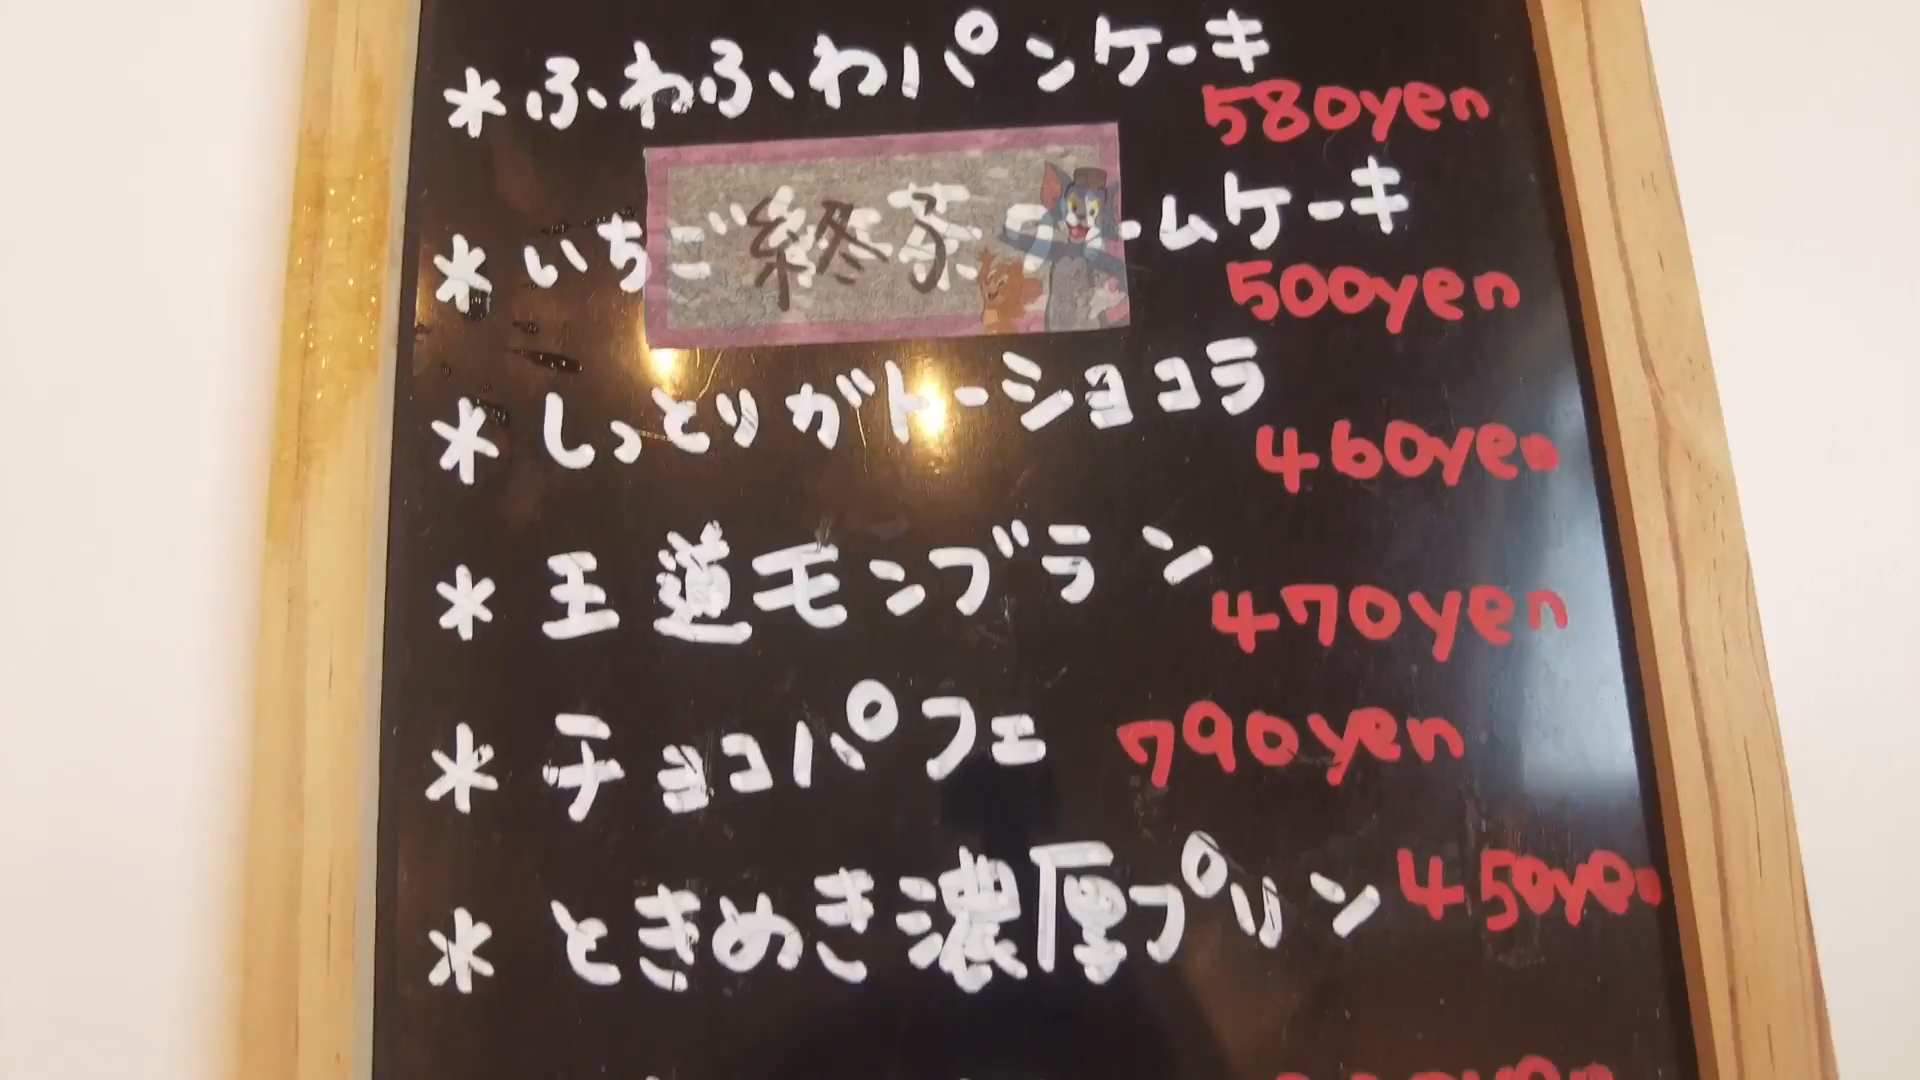 ＊ふわふわパンケーキ
580yen
＊いちご
終
ームケーキ
500yen
＊しっとりガトーショコラ
460yen
＊王道モンブラン
470yen
＊チョコパフェ 790yen
＊ときめき濃厚プリン 450yen